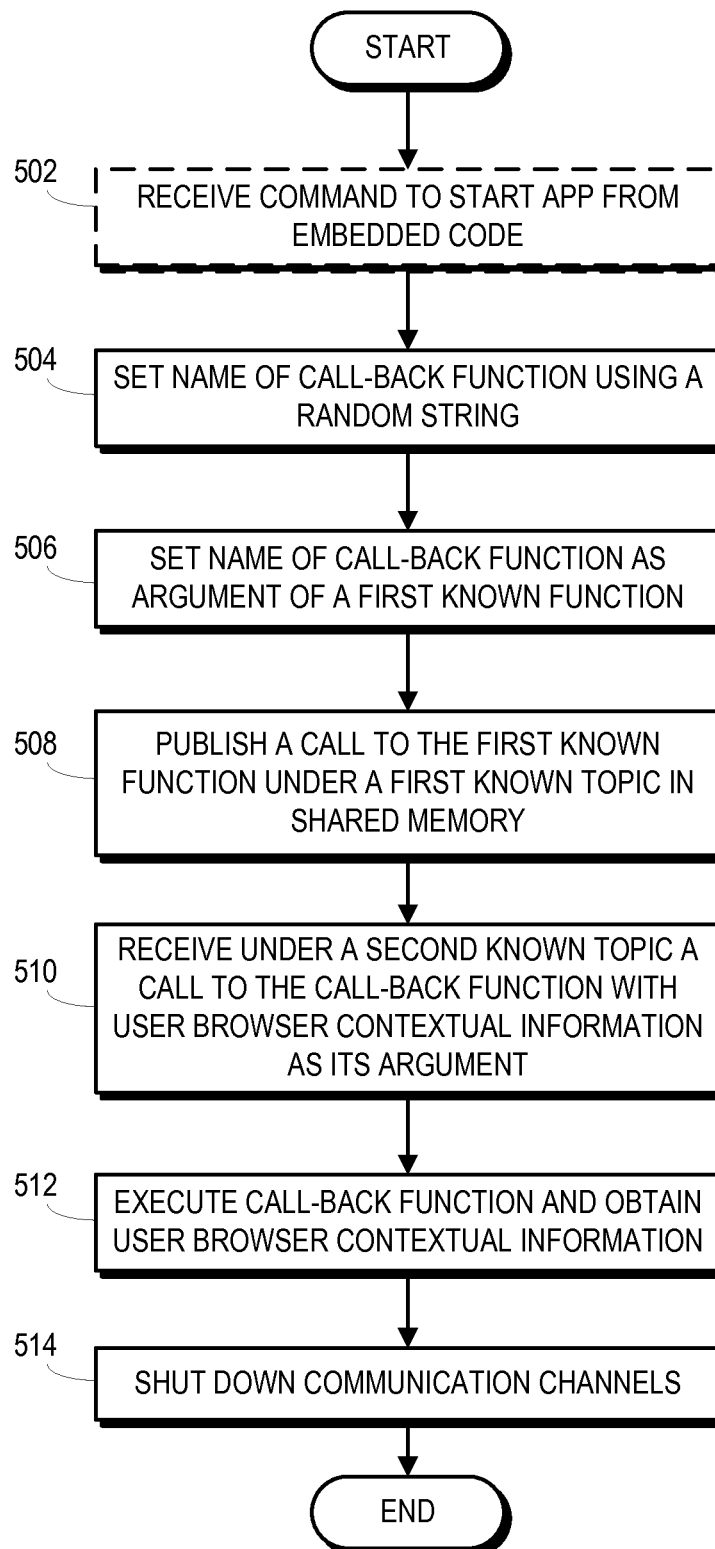 START
502
RECEIVE COMMAND TO START APP FROM
EMBEDDED CODE
504
SET NAME OF CALL-BACK FUNCTION USING A
RANDOM STRING
506
SET NAME OF CALL-BACK FUNCTION AS
ARGUMENT OF A FIRST KNOWN FUNCTION
508
PUBLISH A CALL TO THE FIRST KNOWN
FUNCTION UNDER A FIRST KNOWN TOPIC IN
SHARED MEMORY
510
RECEIVE UNDER A SECOND KNOWN TOPIC A
CALL TO THE CALL-BACK FUNCTION WITH
USER BROWSER CONTEXTUAL INFORMATION
AS ITS ARGUMENT
512
EXECUTE CALL-BACK FUNCTION AND OBTAIN
USER BROWSER CONTEXTUAL INFORMATION
514
SHUT DOWN COMMUNICATION CHANNELS
END